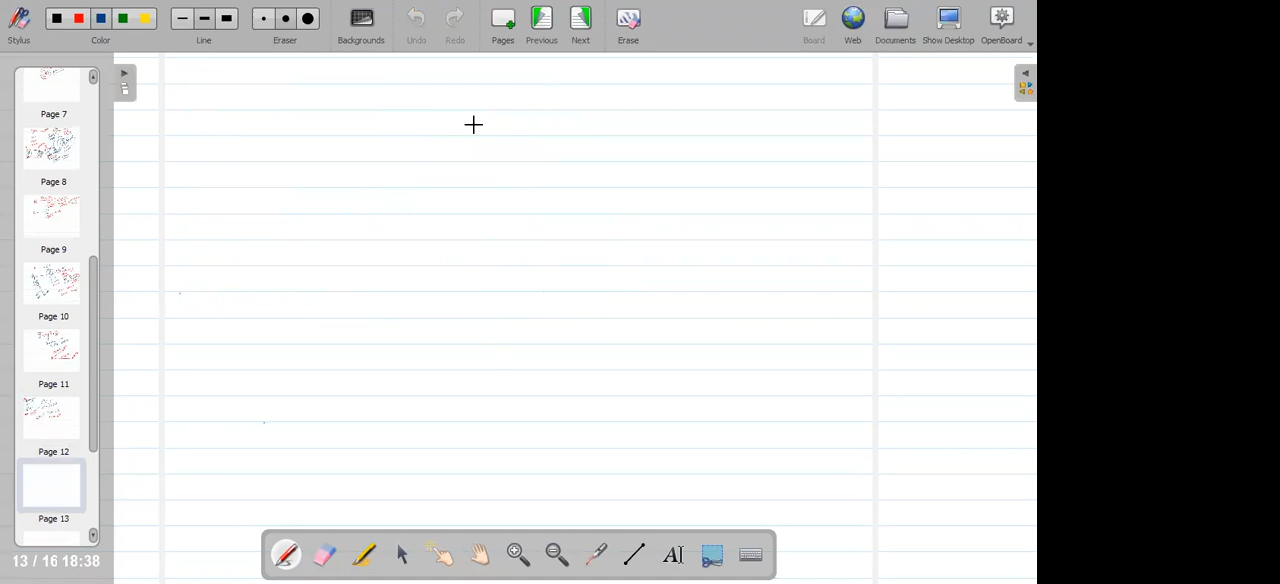 Stylus
Color
Line
Eraser
Backgrounds
Undo
Redo
Pages
Previous
Next
Erase
Board
Web
Documents
Show Desktop
OpenBoard
Page 7
Page 8
Page 9
Page 10
Page 11
Page 12
Page 13
13 / 16 18:38
AI